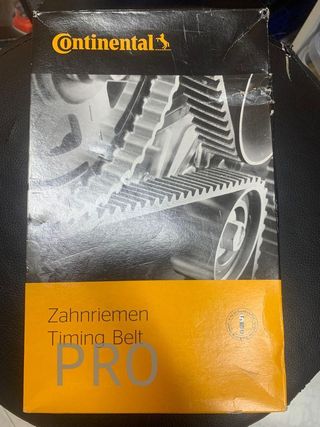 Continental
Zahnriemen
Timing Belt
PRO